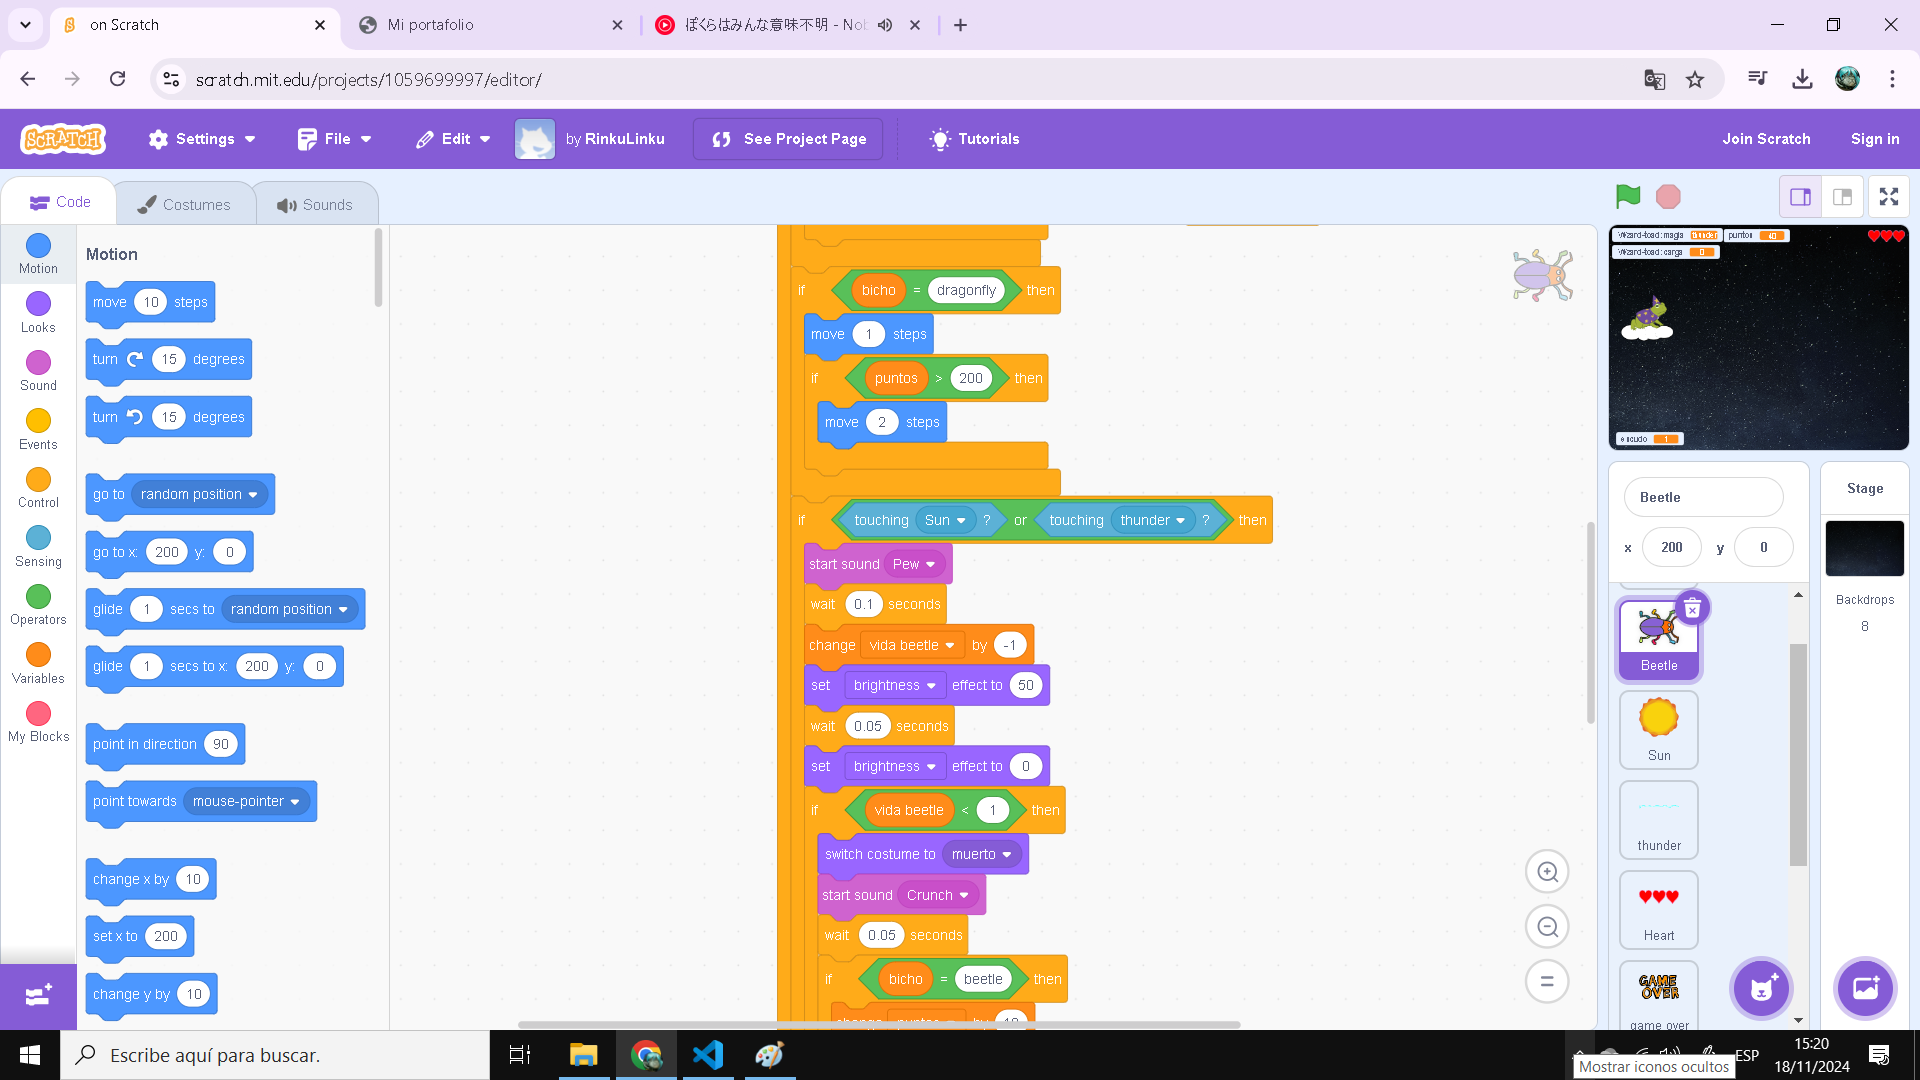 on Scratch
Mi portafolio
ぼくらはみんな意味不明 - Nob
scratch.mit.edu/projects/1059699997/editor/
SCRATCH
Settings
File
Edit
by RinkuLinku
See Project Page
Tutorials
Join Scratch
Sign in
Code
Costumes
Sounds
Motion
Looks
Sound
Events
Control
Sensing
Operators
Variables
My Blocks
Motion
move 10 steps
turn 15 degrees
turn 15 degrees
go to random position
go to x: 200 y: 0
glide 1 secs to random position
glide 1 secs to x: 200 y: 0
point in direction 90
point towards mouse-pointer
change x by 10
set x to 200
change y by 10
if bicho = dragonfly then
move 1 steps
if puntos > 200 then
move 2 steps
if touching Sun ? or touching thunder ? then
start sound Pew
wait 0.1 seconds
change vida beetle by -1
set brightness effect to 50
wait 0.05 seconds
set brightness effect to 0
if vida beetle < 1 then
switch costume to muerto
start sound Crunch
wait 0.05 seconds
if bicho = beetle then
change puntos by 10
Wizard-toad: magia thunder
puntos 40
Wizard-toad: carga 0
escudo 1
Beetle
x 200 y 0
Beetle
Sun
thunder
Heart
GAME OVER
game over
Stage
Backdrops
8
Escribe aquí para buscar.
ESP
15:20
18/11/2024
Mostrar iconos ocultos